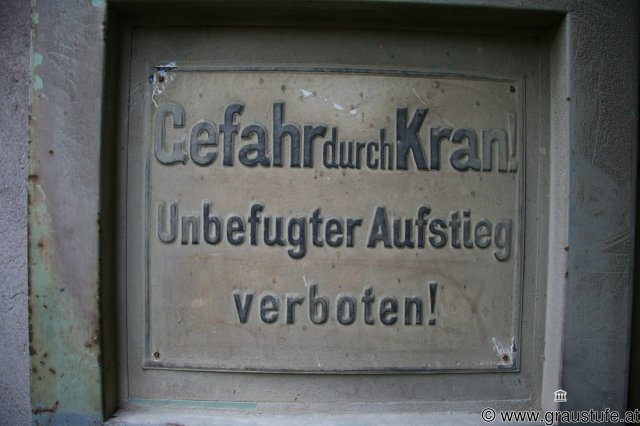 Gefahr durch Kran!
Unbefugter Aufstieg
verboten!
© www.graustufe.at